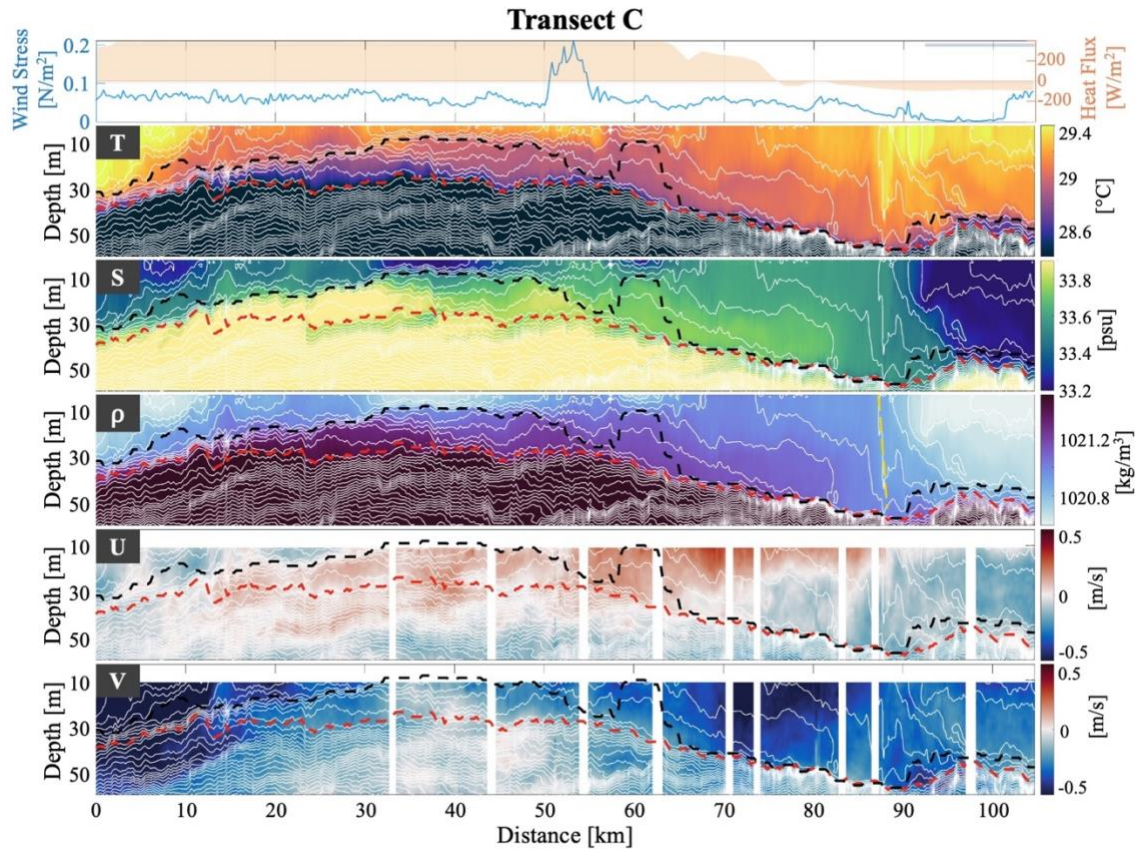 Transect C
Wind Stress
[N/m²]
0.2
0.1
0
200
0
-200
Heat Flux
[W/m²]
T
Depth [m]
10
30
50
29.4
29
28.6
[°C]
S
Depth [m]
10
30
50
33.8
33.6
33.4
33.2
[psu]
ρ
Depth [m]
10
30
50
1021.2
1020.8
[kg/m³]
U
Depth [m]
10
30
50
0.5
0
-0.5
[m/s]
V
Depth [m]
10
30
50
0.5
0
-0.5
[m/s]
0 10 20 30 40 50 60 70 80 90 100
Distance [km]